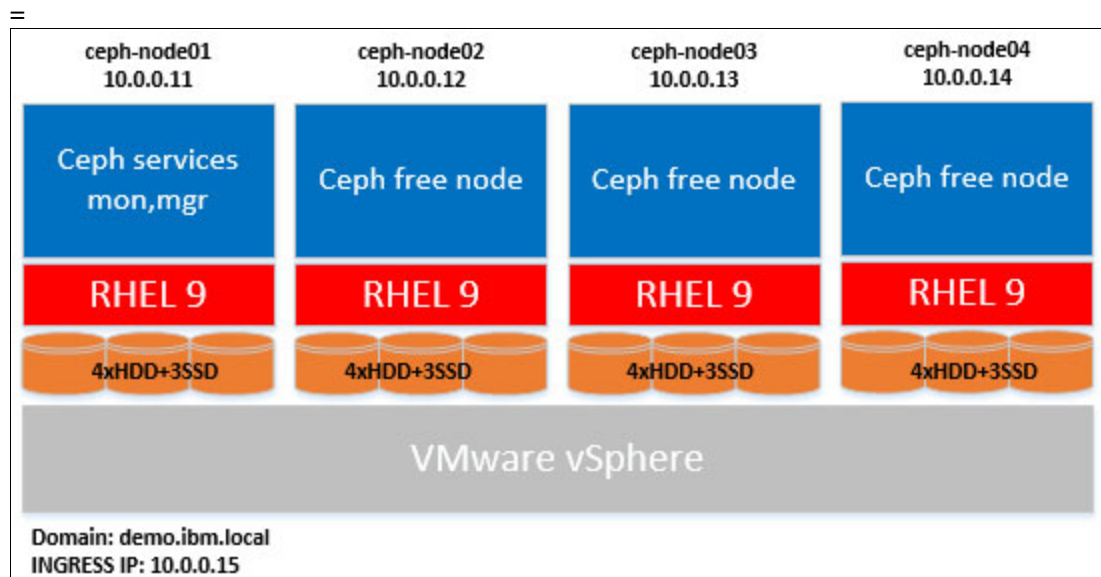 =
ceph-node01
10.0.0.11
ceph-node02
10.0.0.12
ceph-node03
10.0.0.13
ceph-node04
10.0.0.14
Ceph services
mon,mgr
Ceph free node
Ceph free node
Ceph free node
RHEL 9
RHEL 9
RHEL 9
RHEL 9
4xHDD+3SSD
4xHDD+3SSD
4xHDD+3SSD
4xHDD+3SSD
VMware vSphere
Domain: demo.ibm.local
INGRESS IP: 10.0.0.15